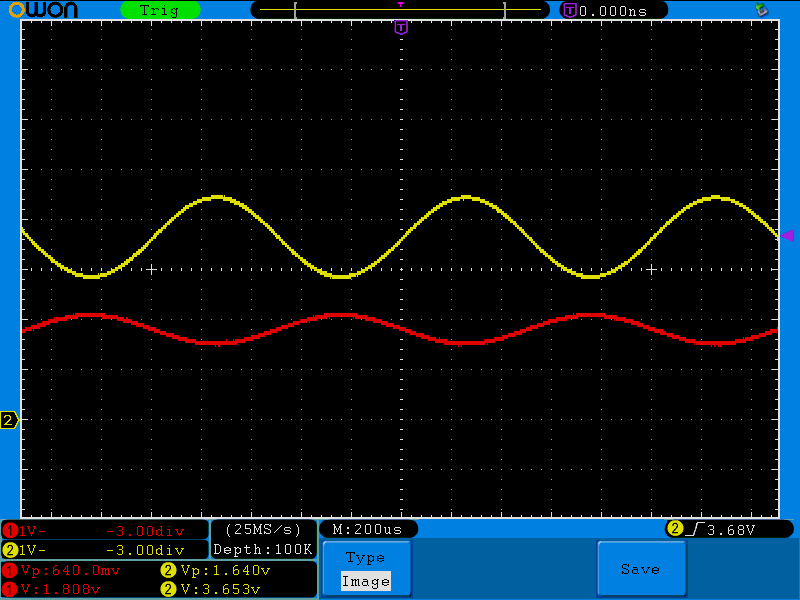 OWON Trig T 0.000ns
T
2
1 1V- -3.00div (25MS/s) M:200us 2 3.68V
2 1V- -3.00div Depth:100K
1 Vp:640.0mv 2 Vp:1.640v Type Save
1 V:1.808v 2 V:3.653v Image